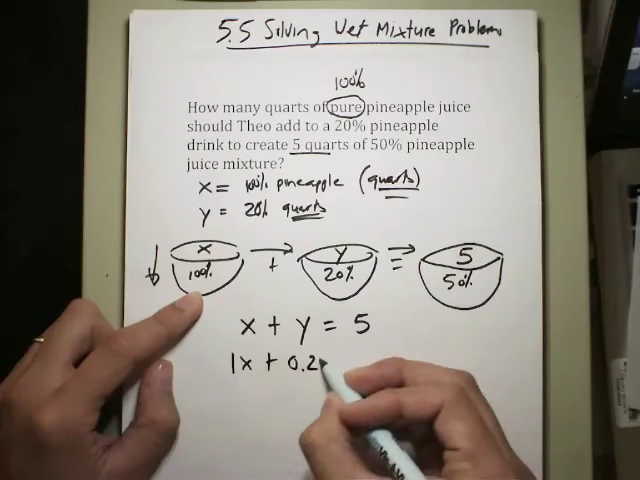 5.5 Solving Wet Mixture Problems
100%
How many quarts of pure pineapple juice
should Theo add to a 20% pineapple
drink to create 5 quarts of 50% pineapple
juice mixture?
x = 100% pineapple (quarts)
y = 20% quarts
x + y = 5
100% 20% 50%
x + y = 5
1x + 0.2